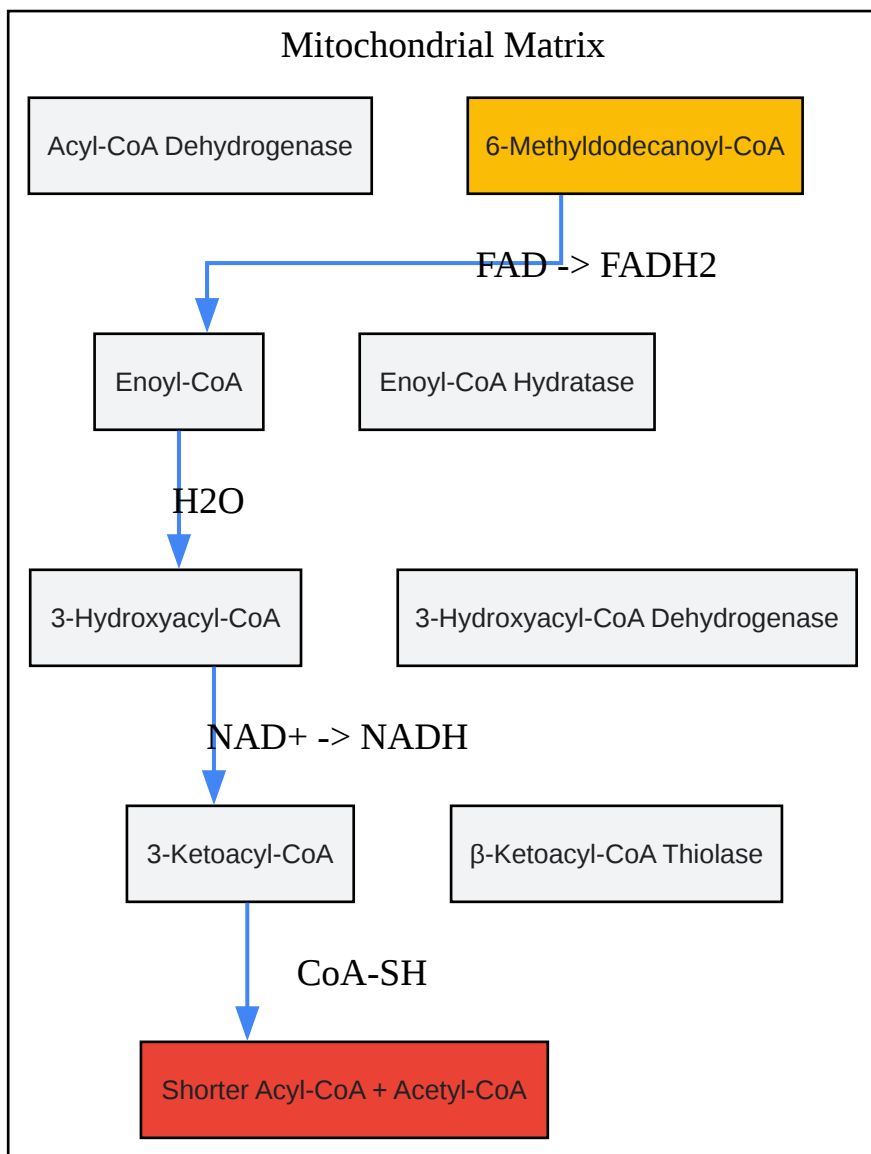 Mitochondrial Matrix
Acyl-CoA Dehydrogenase
6-Methyldodecanoyl-CoA
FAD -> FADH2
Enoyl-CoA
Enoyl-CoA Hydratase
H2O
3-Hydroxyacyl-CoA
3-Hydroxyacyl-CoA Dehydrogenase
NAD+ -> NADH
3-Ketoacyl-CoA
β-Ketoacyl-CoA Thiolase
CoA-SH
Shorter Acyl-CoA + Acetyl-CoA